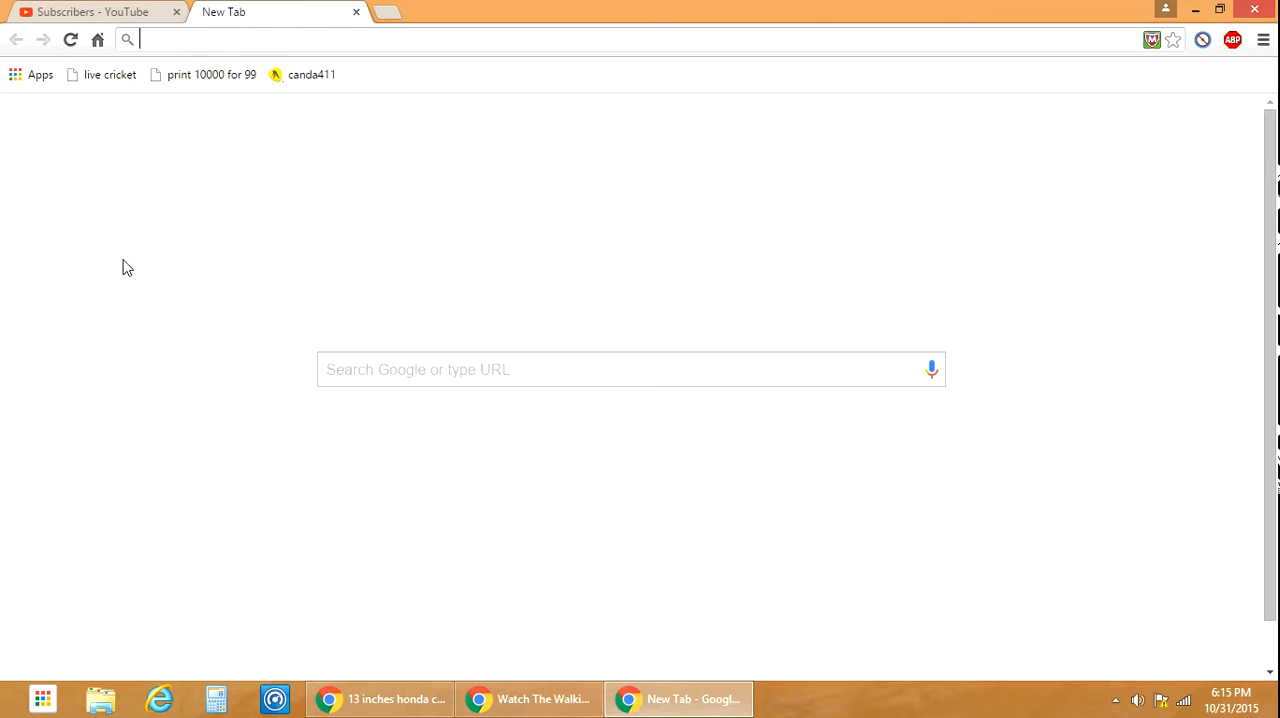 Subscribers - YouTube
New Tab
Apps
live cricket
print 10000 for 99
canda411
ABP
Search Google or type URL
13 inches honda c...
Watch The Walki...
New Tab - Googl...
6:15 PM
10/31/2015